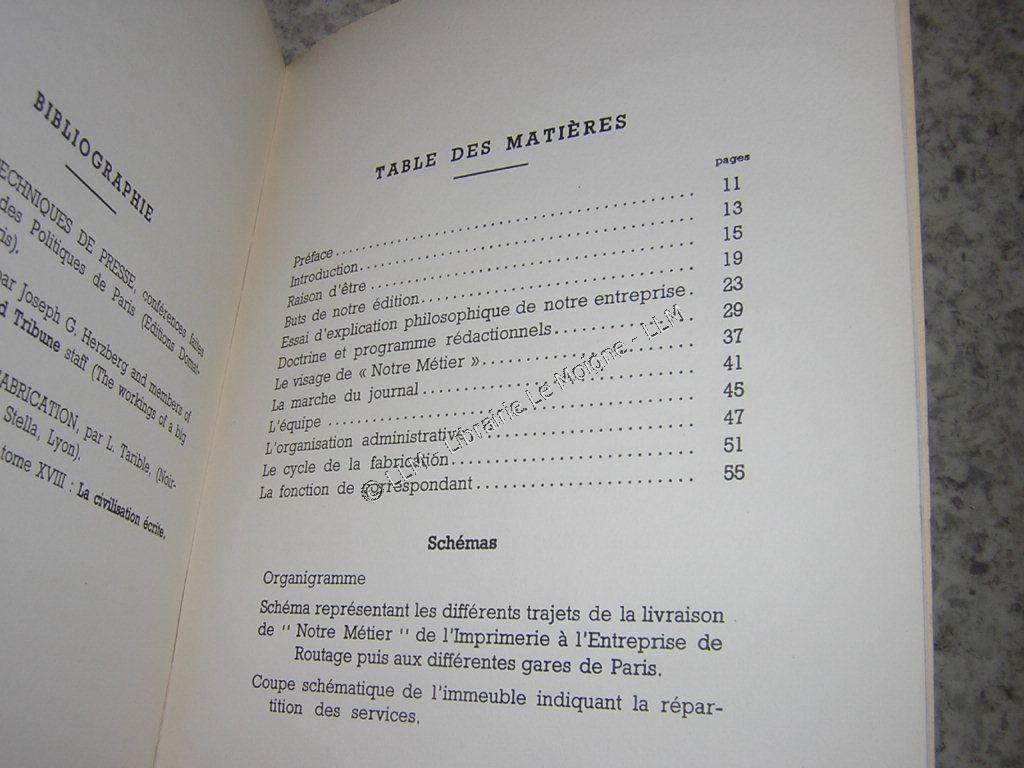 BIBLIOGRAPHIE
TECHNIQUES DE PRESSE, conférences faites
des Politiques de Paris (Editions Domat-
ris).
par Joseph G. Herzberg and members of
d Tribune staff (The workings of a big
FABRICATION, par L. Tarible, (Noir-
Stella, Lyon).
tome XVIII : La civilisation écrite.
TABLE DES MATIÈRES
pages
Préface 11
Introduction 13
Raison d'être 15
Buts de notre édition 19
Essai d'explication philosophique de notre entreprise 23
Doctrine et programme rédactionnels 29
Le visage de « Notre Métier » 37
La marche du journal 41
L'équipe 45
L'organisation administrative 47
Le cycle de la fabrication 51
La fonction de correspondant 55
Schémas
Organigramme
Schéma représentant les différents trajets de la livraison
de " Notre Métier " de l'Imprimerie à l'Entreprise de
Routage puis aux différentes gares de Paris.
Coupe schématique de l'immeuble indiquant la répar-
tition des services.
© LLM - Librairie Le Moigne - LLM